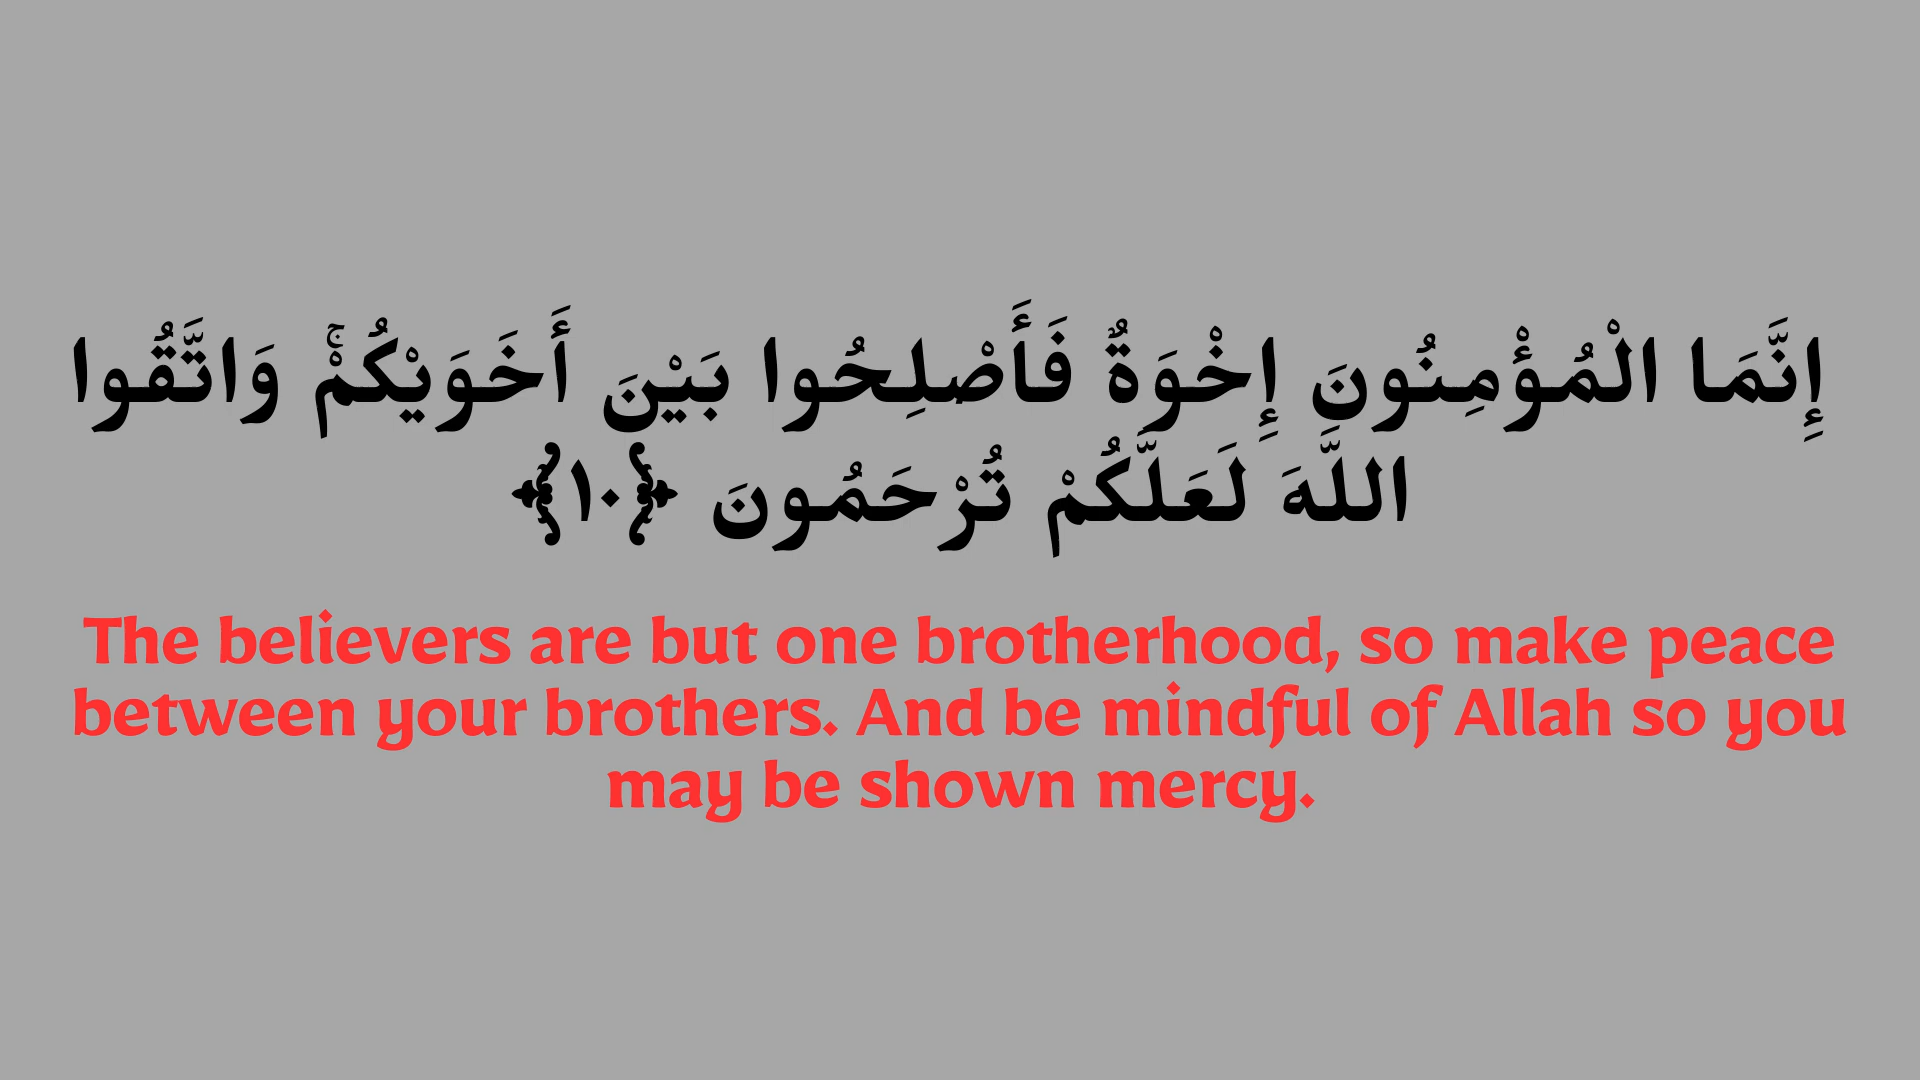 إِنَّمَا الْمُؤْمِنُونَ إِخْوَةٌ فَأَصْلِحُوا بَيْنَ أَخَوَيْكُمْ ۚ وَاتَّقُوا
اللَّهَ لَعَلَّكُمْ تُرْحَمُونَ ﴿١٠﴾
The believers are but one brotherhood, so make peace
between your brothers. And be mindful of Allah so you
may be shown mercy.